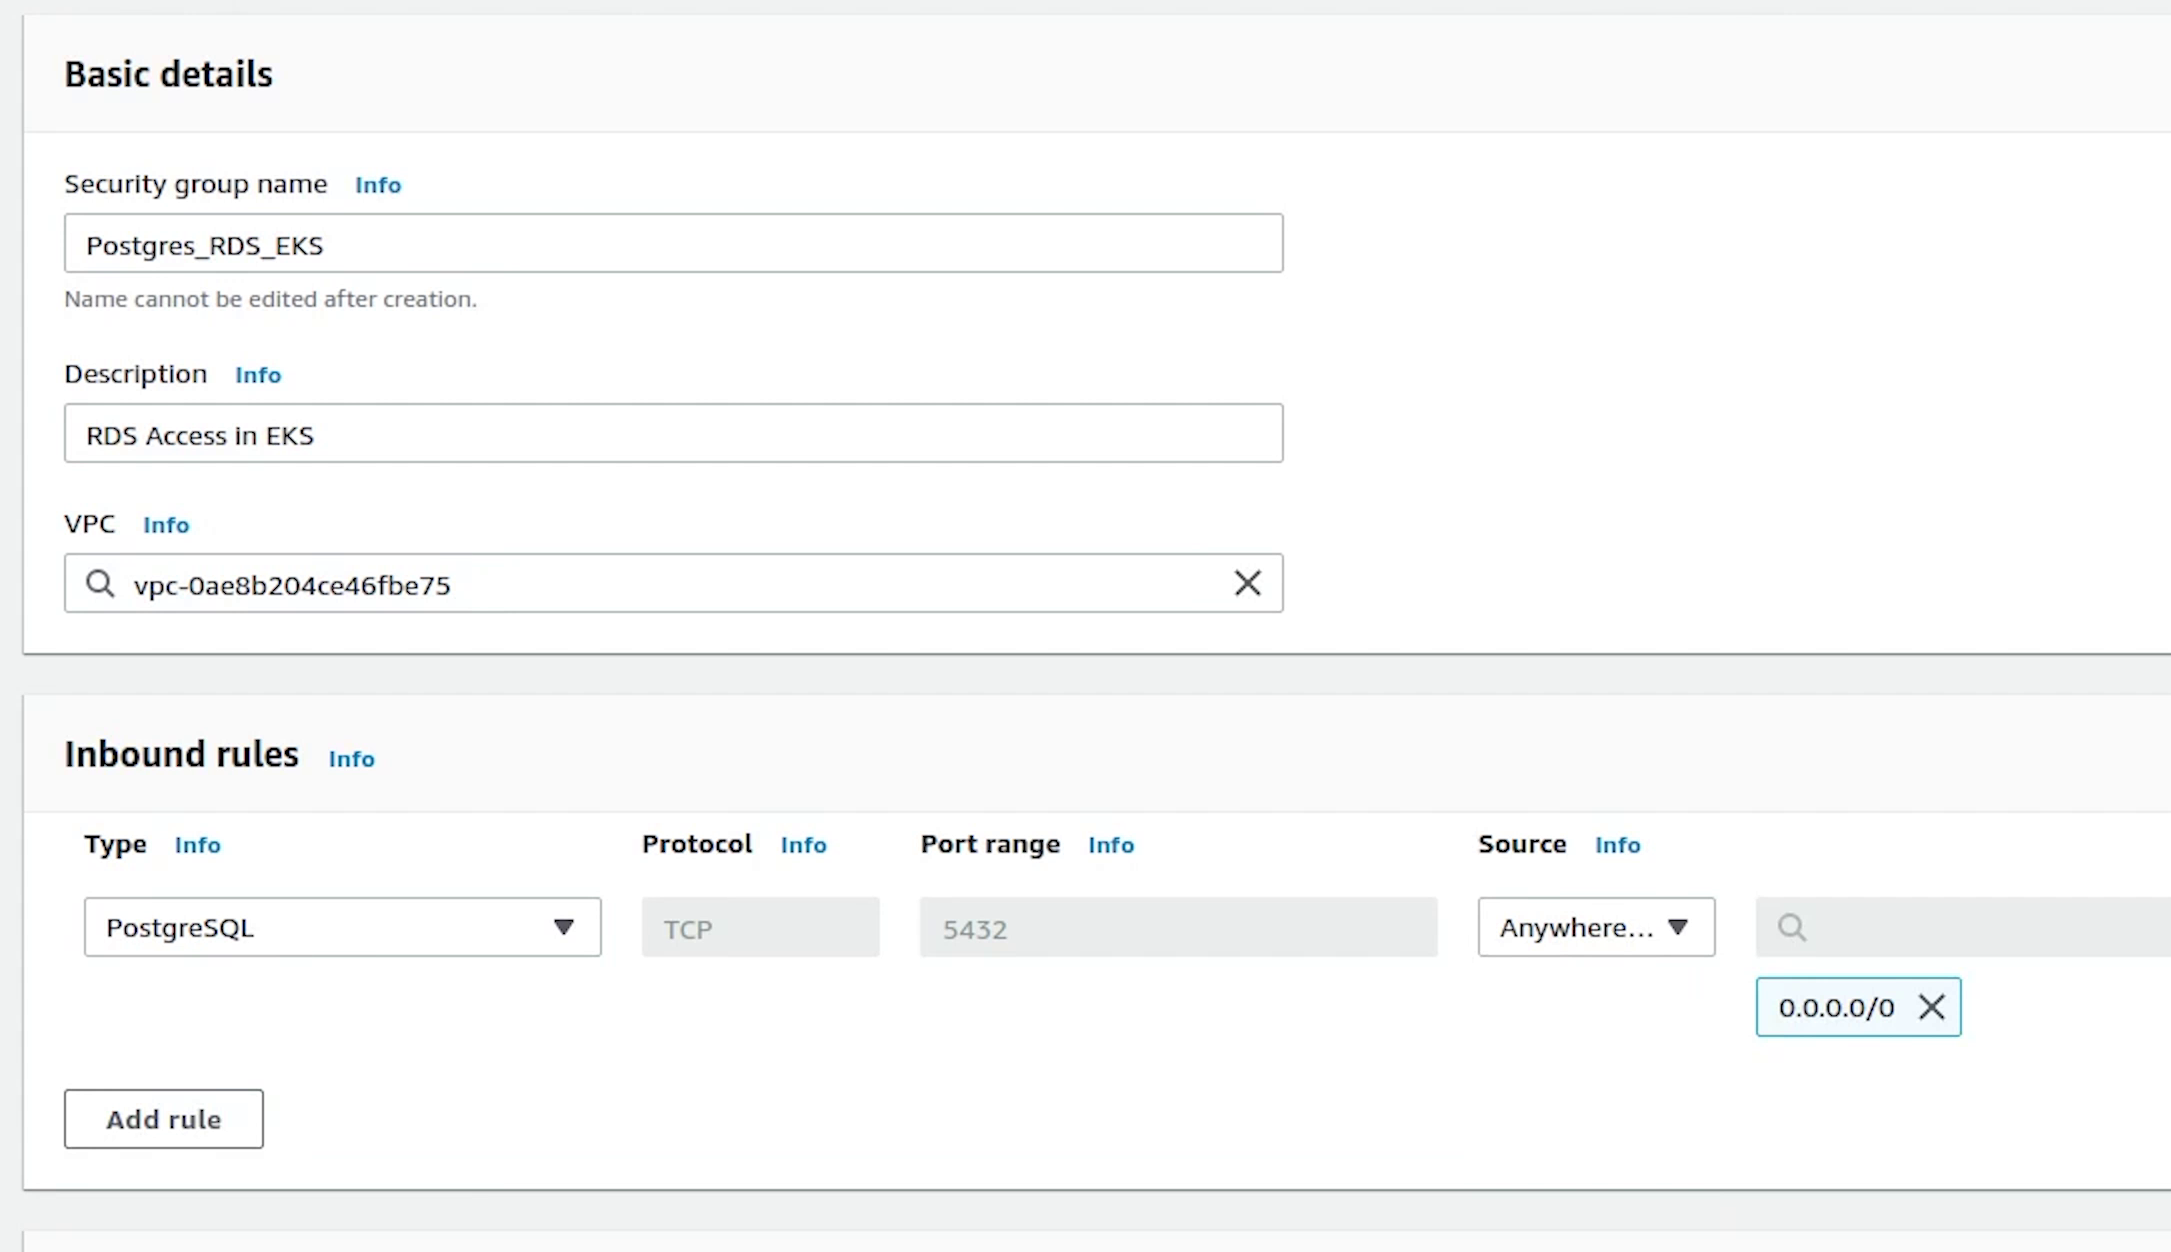 Basic details
Security group name Info
Postgres_RDS_EKS
Name cannot be edited after creation.
Description Info
RDS Access in EKS
VPC Info
vpc-0ae8b204ce46fbe75
Inbound rules Info
Type Info Protocol Info Port range Info Source Info
PostgreSQL TCP 5432 Anywhere...
0.0.0.0/0
Add rule